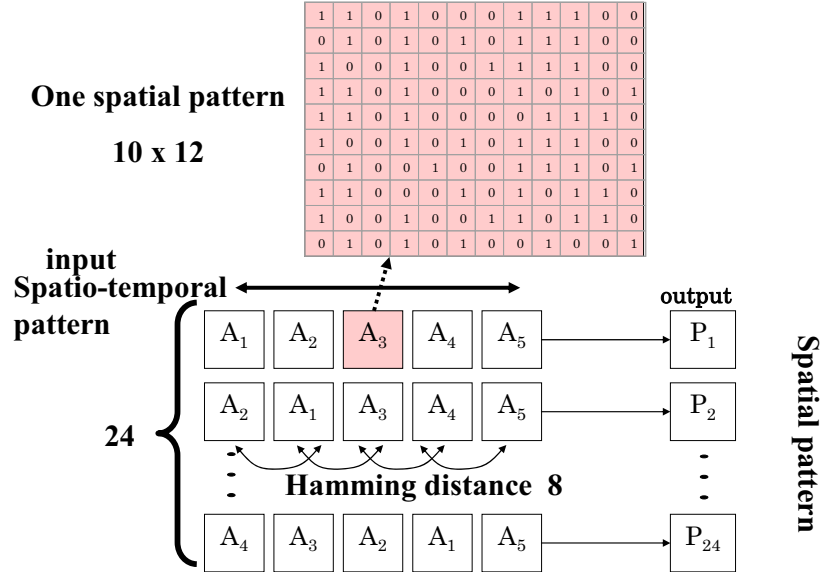 1 1 0 1 0 0 0 1 1 1 0 0
0 1 0 1 0 1 0 1 1 1 0 0
1 0 0 1 0 0 1 1 1 1 0 0
1 1 0 1 0 0 0 1 0 1 0 1
1 1 0 1 0 0 0 0 1 1 1 0
1 0 0 1 0 1 0 1 1 1 0 0
0 1 0 0 1 0 0 1 1 1 0 1
1 1 0 0 0 1 0 1 0 1 1 0
1 0 0 1 0 0 1 1 0 1 1 0
0 1 0 1 0 1 0 0 1 0 0 1
One spatial pattern
10 x 12
input
Spatio-temporal
pattern
output
A1 A2 A3 A4 A5 P1
A2 A1 A3 A4 A5 P2
24
Hamming distance 8
A4 A3 A2 A1 A5 P24
Spatial pattern